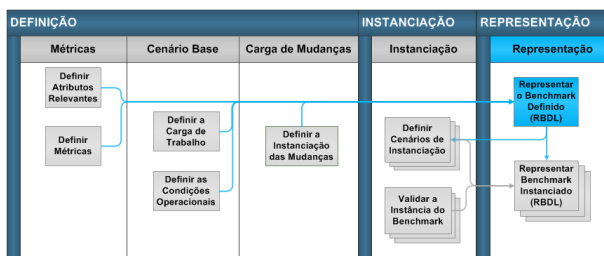 DEFINIÇÃO
INSTANCIAÇÃO
REPRESENTAÇÃO
Métricas
Cenário Base
Carga de Mudanças
Instanciação
Representação
Definir
Atributos
Relevantes
Definir
Métricas
Definir a
Carga de
Trabalho
Definir as
Condições
Operacionais
Definir a
Instanciação
das Mudanças
Definir
Cenários de
Instanciação
Validar a
Instância do
Benchmark
Representar
o Benchmark
Definido
(RBDL)
Representar
Benchmark
Instanciado
(RBDL)